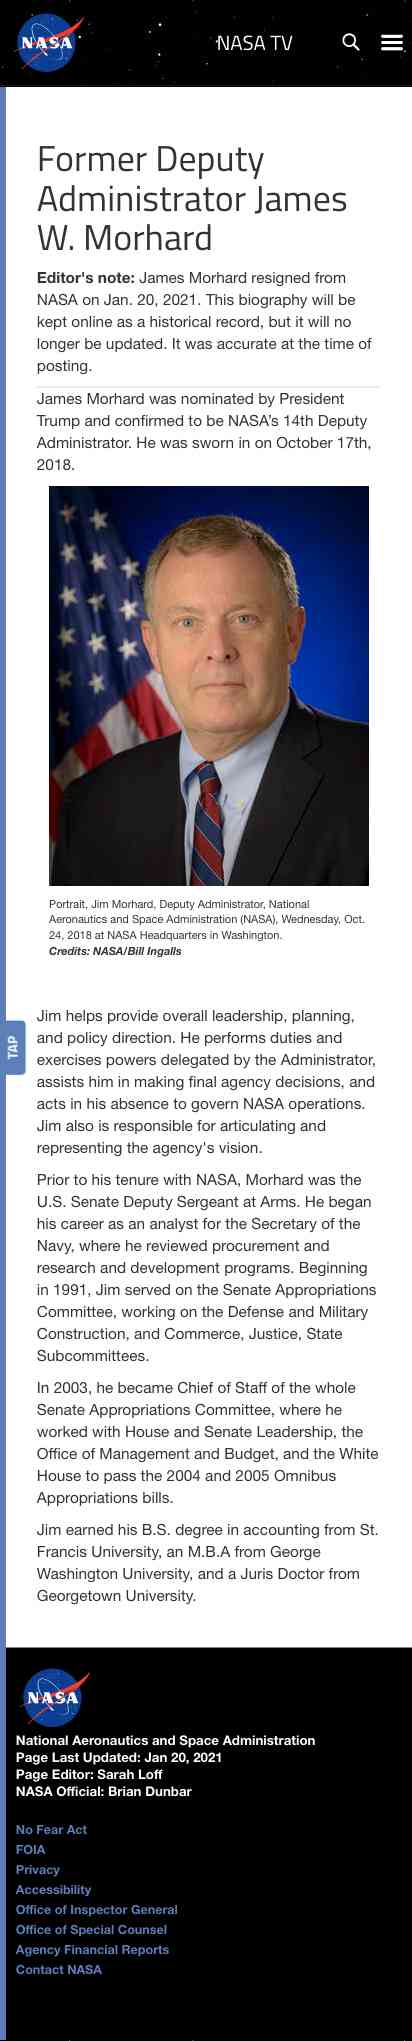 NASA
NASA TV
Former Deputy
Administrator James
W. Morhard
Editor's note: James Morhard resigned from
NASA on Jan. 20, 2021. This biography will be
kept online as a historical record, but it will no
longer be updated. It was accurate at the time of
posting.
James Morhard was nominated by President
Trump and confirmed to be NASA's 14th Deputy
Administrator. He was sworn in on October 17th,
2018.
Portrait, Jim Morhard, Deputy Administrator, National
Aeronautics and Space Administration (NASA), Wednesday, Oct.
24, 2018 at NASA Headquarters in Washington.
Credits: NASA/Bill Ingalls
TAP
Jim helps provide overall leadership, planning,
and policy direction. He performs duties and
exercises powers delegated by the Administrator,
assists him in making final agency decisions, and
acts in his absence to govern NASA operations.
Jim also is responsible for articulating and
representing the agency's vision.
Prior to his tenure with NASA, Morhard was the
U.S. Senate Deputy Sergeant at Arms. He began
his career as an analyst for the Secretary of the
Navy, where he reviewed procurement and
research and development programs. Beginning
in 1991, Jim served on the Senate Appropriations
Committee, working on the Defense and Military
Construction, and Commerce, Justice, State
Subcommittees.
In 2003, he became Chief of Staff of the whole
Senate Appropriations Committee, where he
worked with House and Senate Leadership, the
Office of Management and Budget, and the White
House to pass the 2004 and 2005 Omnibus
Appropriations bills.
Jim earned his B.S. degree in accounting from St.
Francis University, an M.B.A from George
Washington University, and a Juris Doctor from
Georgetown University.
NASA
National Aeronautics and Space Administration
Page Last Updated: Jan 20, 2021
Page Editor: Sarah Loff
NASA Official: Brian Dunbar
No Fear Act
FOIA
Privacy
Accessibility
Office of Inspector General
Office of Special Counsel
Agency Financial Reports
Contact NASA